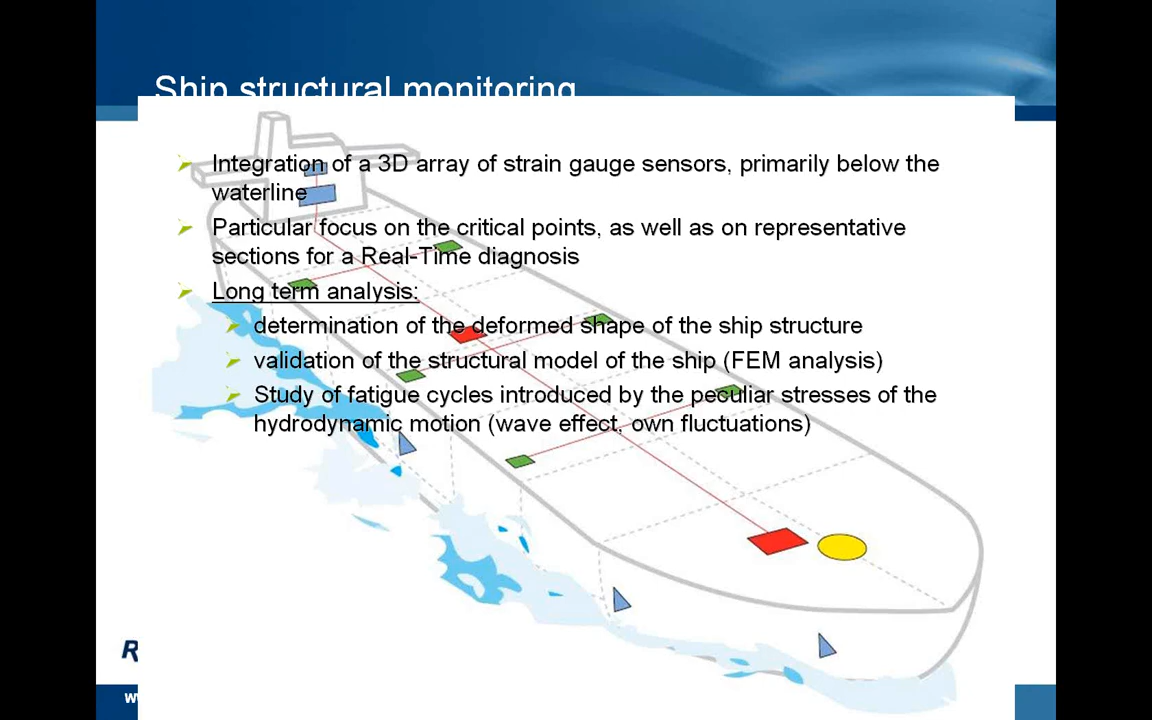 Ship structural monitoring
Integration of a 3D array of strain gauge sensors, primarily below the
waterline
Particular focus on the critical points, as well as on representative
sections for a Real-Time diagnosis
Long term analysis:
determination of the deformed shape of the ship structure
validation of the structural model of the ship (FEM analysis)
Study of fatigue cycles introduced by the peculiar stresses of the
hydrodynamic motion (wave effect, own fluctuations)
R